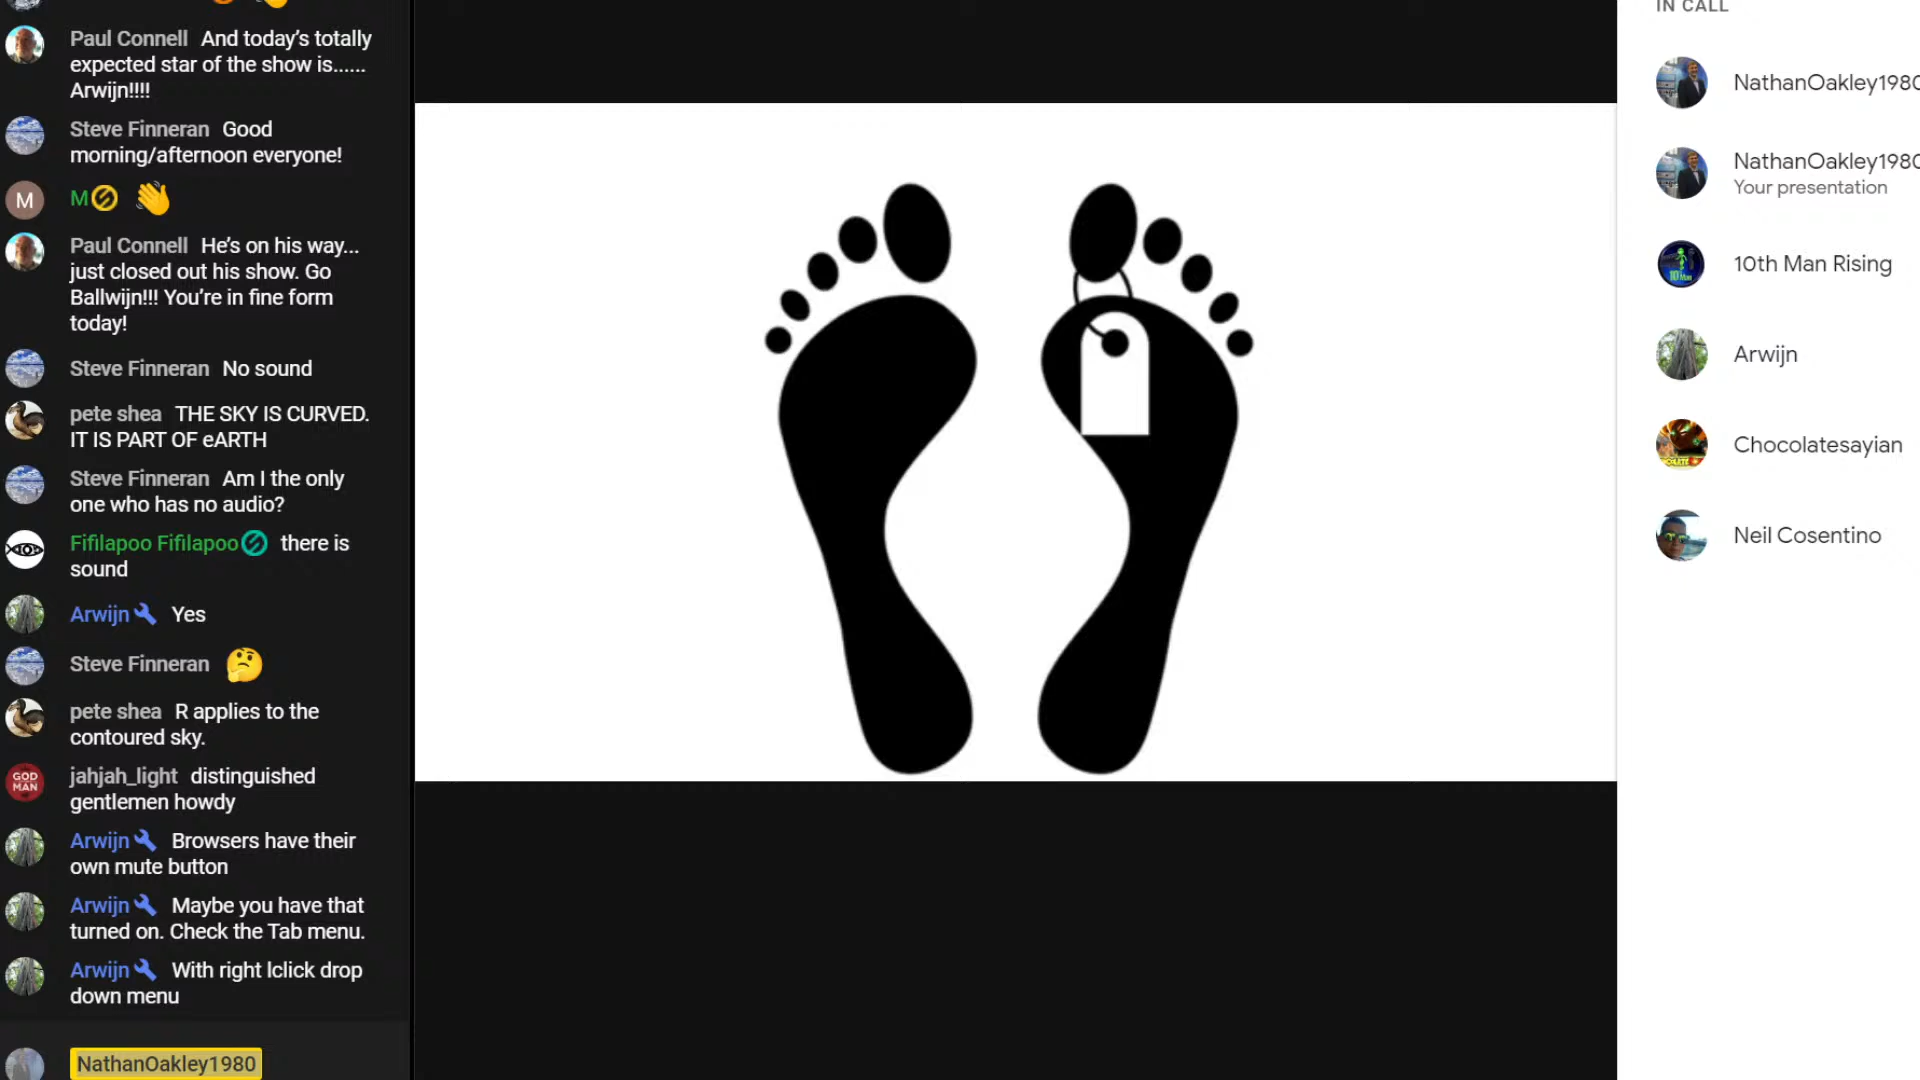 Paul Connell And today's totally
expected star of the show is......
Arwijn!!!!
Steve Finneran Good
morning/afternoon everyone!
M
M
Paul Connell He's on his way...
just closed out his show. Go
Ballwijn!!! You're in fine form
today!
Steve Finneran No sound
pete shea THE SKY IS CURVED.
IT IS PART OF eARTH
Steve Finneran Am I the only
one who has no audio?
Fifilapoo Fifilapoo there is
sound
Arwijn Yes
Steve Finneran
pete shea R applies to the
contoured sky.
GOD
MAN
jahjah_light distinguished
gentlemen howdy
Arwijn Browsers have their
own mute button
Arwijn Maybe you have that
turned on. Check the Tab menu.
Arwijn With right lclick drop
down menu
NathanOakley1980
IN CALL
NathanOakley1980
NathanOakley1980
Your presentation
10th Man Rising
Arwijn
Chocolatesayian
Neil Cosentino